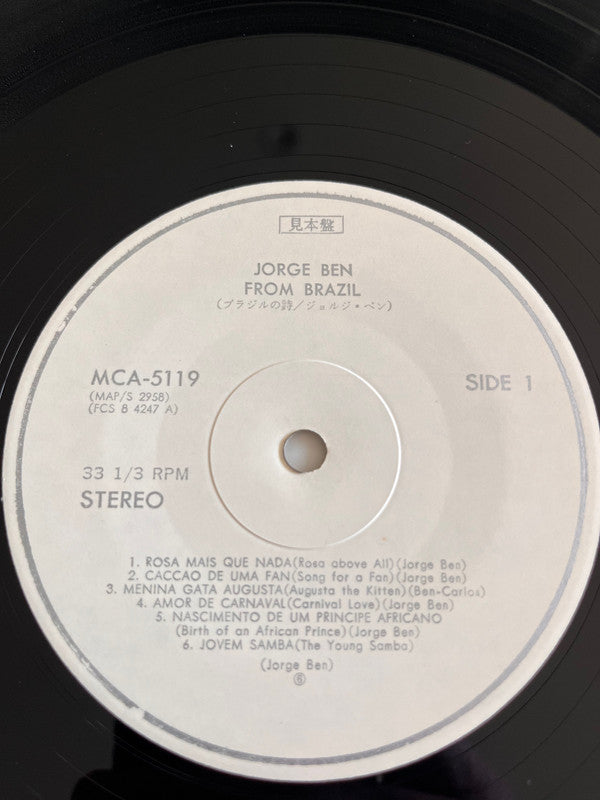 見本盤
JORGE BEN
FROM BRAZIL
(ブラジルの詩/ジョルジ・ベン)
MCA-5119
SIDE 1
(MAP/S 2958)
(FCS B 4247 A)
33 1/3 RPM
STEREO
1. ROSA MAIS QUE NADA(Rosa above All)(Jorge Ben)
2. CACCAO DE UMA FAN(Song for a Fan)(Jorge Ben)
3. MENINA GATA AUGUSTA(Augusta the Kitten)(Ben-Carlos)
4. AMOR DE CARNAVAL(Carnival Love)(Jorge Ben)
5. NASCIMENTO DE UM PRINCIPE AFRICANO
(Birth of an African Prince)(Jorge Ben)
6. JOVEM SAMBA(The Young Samba)
(Jorge Ben)
⑥